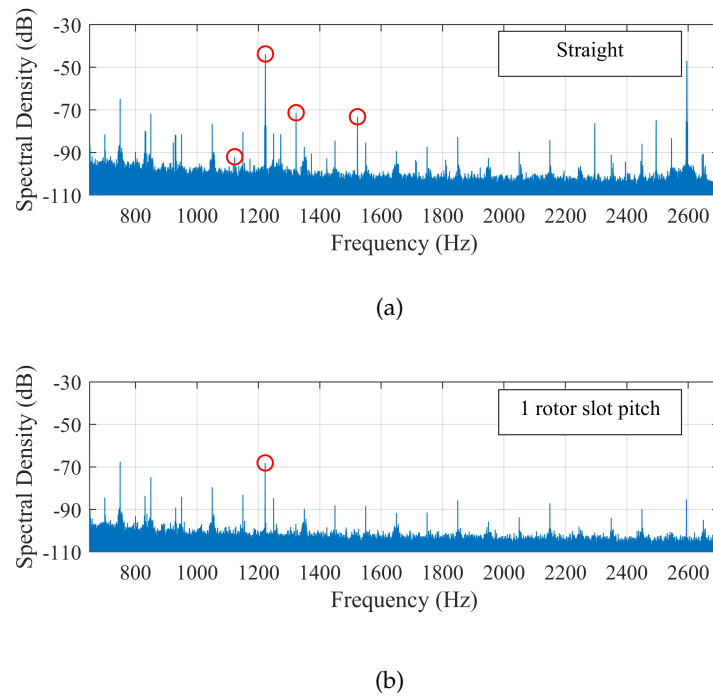 -30
Straight
-50
-70
-90
-110
Spectral Density (dB)
800 1000 1200 1400 1600 1800 2000 2200 2400 2600
Frequency (Hz)
(a)
-30
1 rotor slot pitch
-50
-70
-90
-110
Spectral Density (dB)
800 1000 1200 1400 1600 1800 2000 2200 2400 2600
Frequency (Hz)
(b)